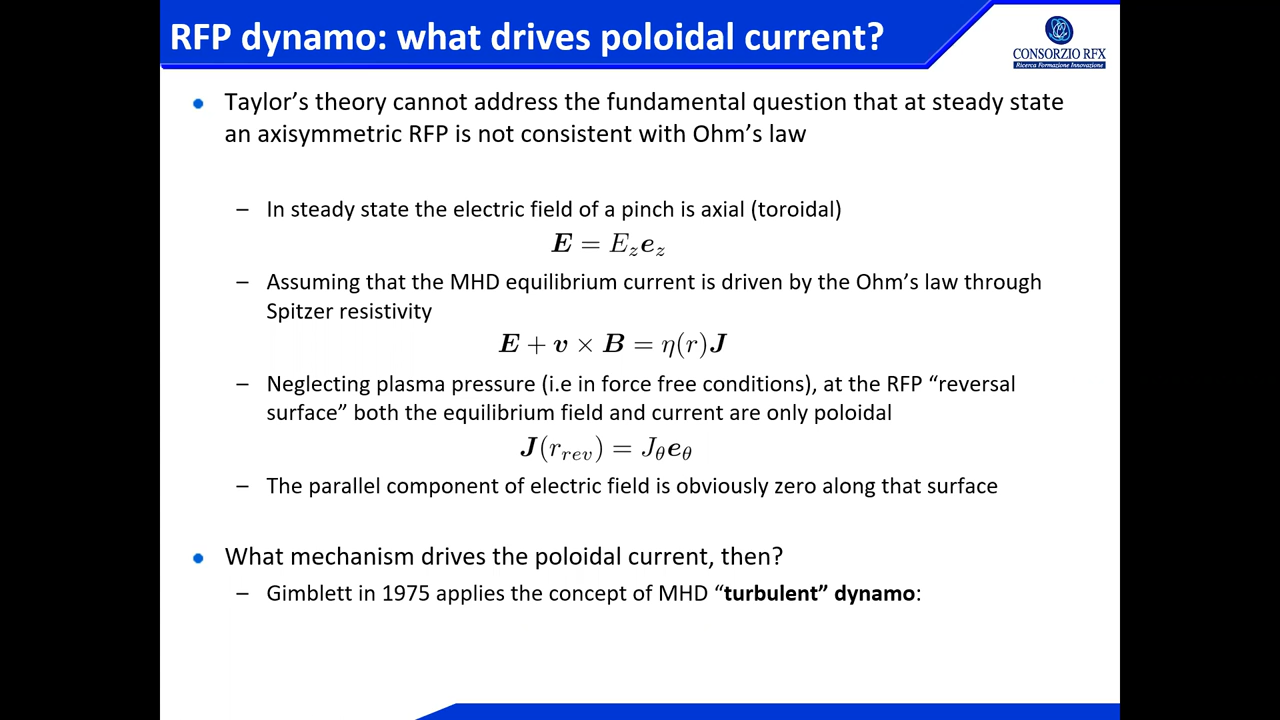 RFP dynamo: what drives poloidal current?
CONSORZIO RFX
Ricerca Formazione Innovazione
• Taylor’s theory cannot address the fundamental question that at steady state
an axisymmetric RFP is not consistent with Ohm’s law
– In steady state the electric field of a pinch is axial (toroidal)
E = E_z e_z
– Assuming that the MHD equilibrium current is driven by the Ohm’s law through
Spitzer resistivity
E + v × B = η(r)J
– Neglecting plasma pressure (i.e in force free conditions), at the RFP “reversal
surface” both the equilibrium field and current are only poloidal
J(r_rev) = J_θ e_θ
– The parallel component of electric field is obviously zero along that surface
• What mechanism drives the poloidal current, then?
– Gimblett in 1975 applies the concept of MHD “turbulent” dynamo: